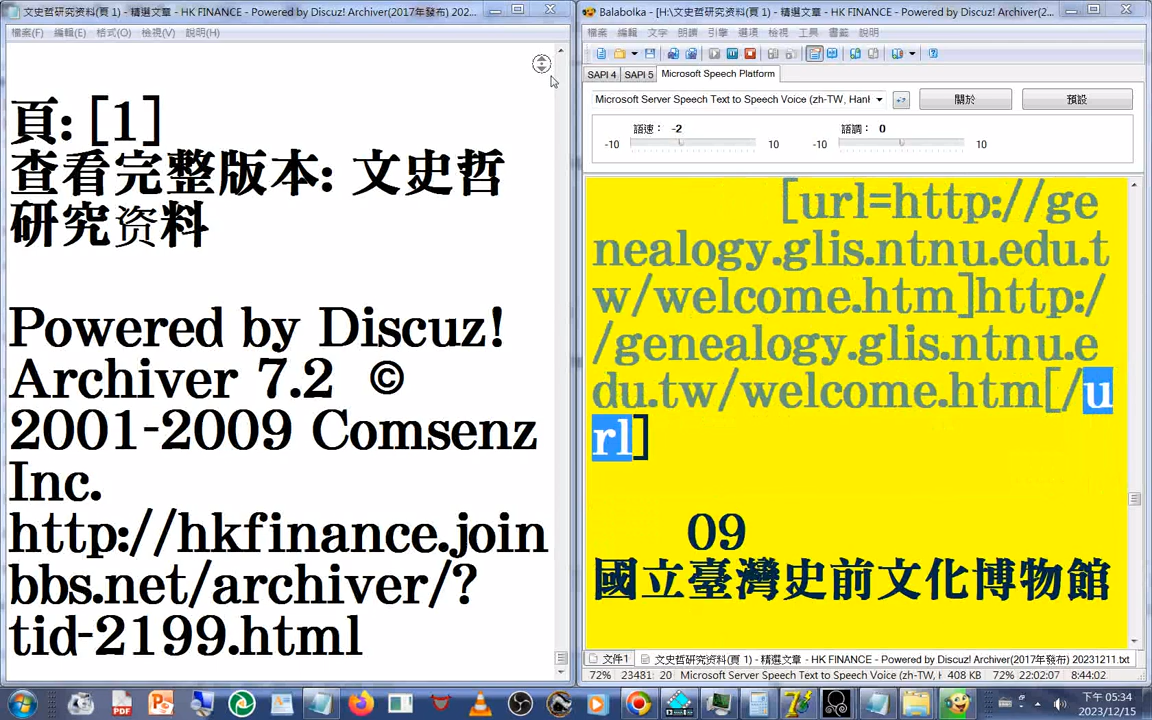 文史哲研究资料(頁 1) - 精選文章 - HK FINANCE - Powered by Discuz! Archiver(2017年發布) 202...
檔案(F) 編輯(E) 格式(O) 檢視(V) 說明(H)
頁: [1]
查看完整版本: 文史哲
研究资料
Powered by Discuz!
Archiver 7.2 ©
2001-2009 Comsenz
Inc.
http://hkfinance.join
bbs.net/archiver/?
tid-2199.html
Balabolka - [H:\文史哲研究资料(頁 1) - 精選文章 - HK FINANCE - Powered by Discuz! Archiver(2...
檔案 編輯 文字 朗讀 引擎 選項 檢視 工具 書籤 說明
SAPI 4 SAPI 5 Microsoft Speech Platform
Microsoft Server Speech Text to Speech Voice (zh-TW, HanH 關於 預設
語速： -2 語調： 0
-10 10 -10 10
[url=http://ge
nealogy.glis.ntnu.edu.t
w/welcome.htm]http:/
/genealogy.glis.ntnu.e
du.tw/welcome.htm[/u
rl]
09
國立臺灣史前文化博物館
文件1 文史哲研究资料(頁 1) - 精選文章 - HK FINANCE - Powered by Discuz! Archiver(2017年發布) 20231211.txt
72% 23481: 20 Modified 72% 22:02:07 408 KB 8:44:02
下午 05:34
2023/12/15